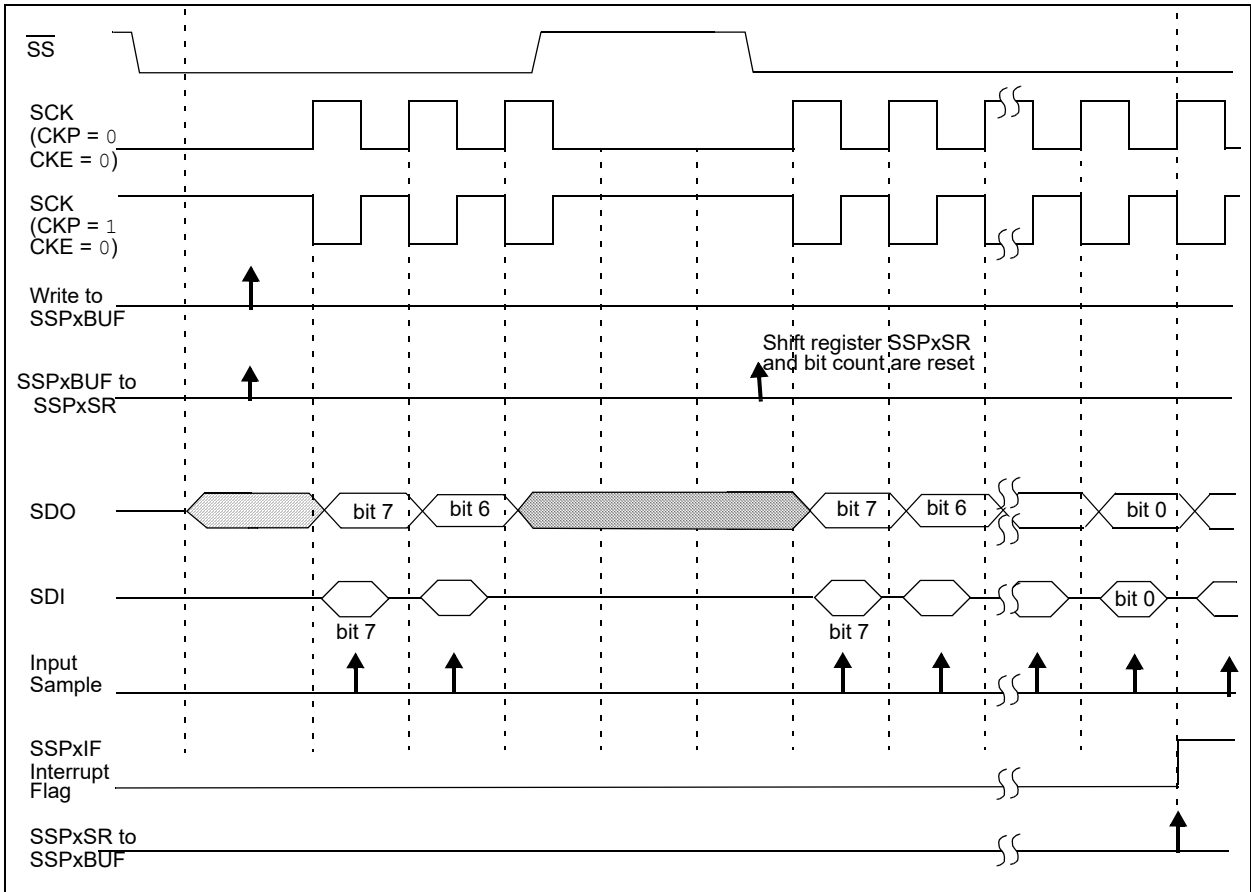 SS
SCK
(CKP = 0
CKE = 0)
SCK
(CKP = 1
CKE = 0)
Write to
SSPxBUF
Shift register SSPxSR
and bit count are reset
SSPxBUF to
SSPxSR
SDO
bit 7
bit 6
bit 7
bit 6
bit 0
SDI
bit 0
bit 7
bit 7
Input
Sample
SSPxIF
Interrupt
Flag
SSPxSR to
SSPxBUF